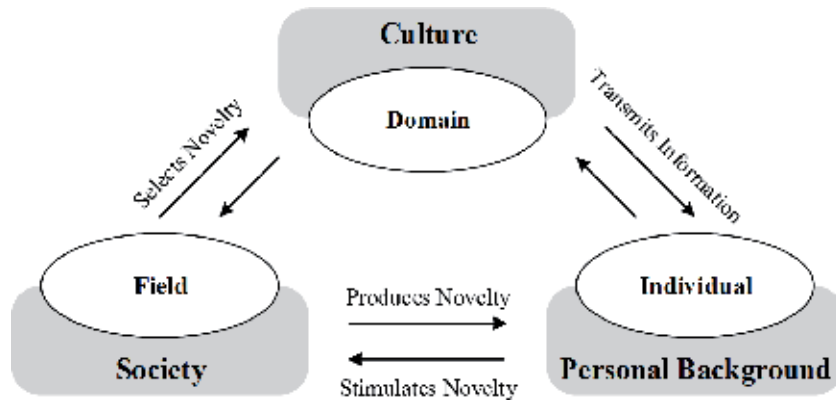 Culture
Domain
Selects Novelty
Transmits Information
Field
Society
Produces Novelty
Stimulates Novelty
Individual
Personal Background